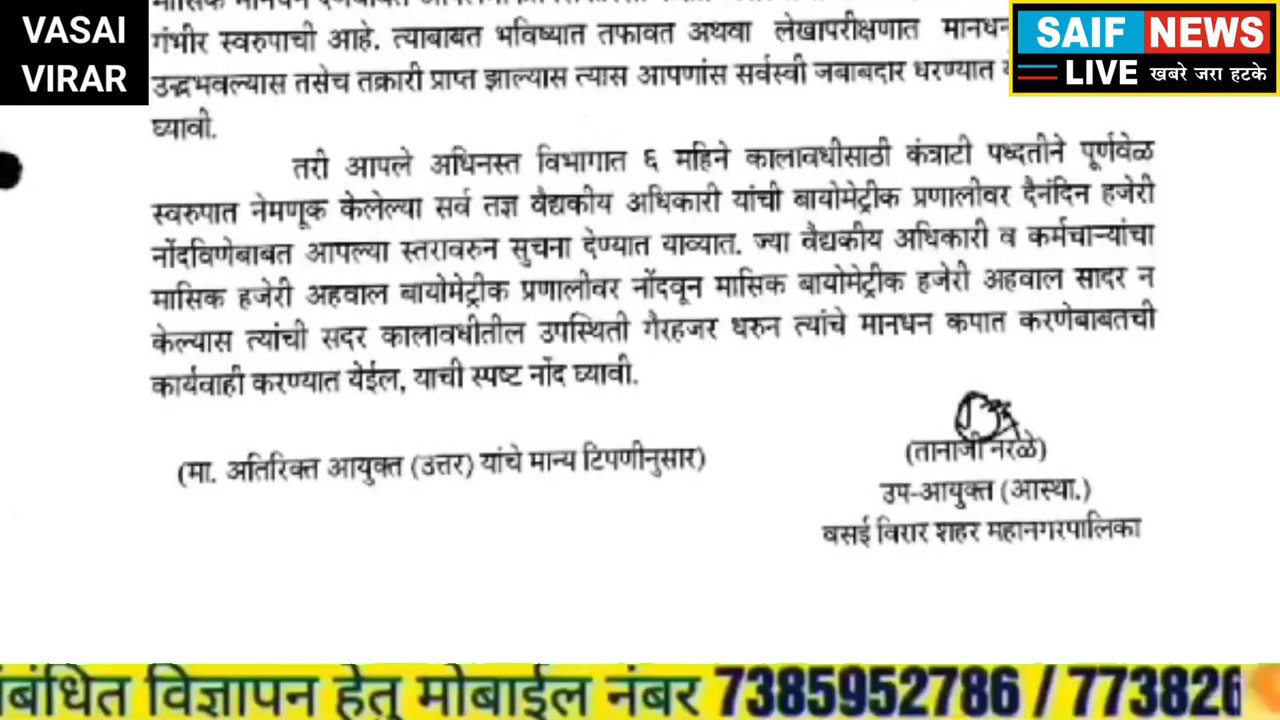 VASAI
VIRAR
SAIF NEWS
LIVE खबरे जरा हटके
गंभीर स्वरुपाची आहे. त्याबाबत भविष्यात तफावत अथवा लेखापरीक्षणात मानधन
उद्भवल्यास तसेच तक्रारी प्राप्त झाल्यास त्यास आपणांस सर्वस्वी जबाबदार धरण्यात
घ्यावी.
तरी आपले अधिनस्त विभागात ६ महिने कालावधीसाठी कंत्राटी पध्दतीने पूर्णवेळ
स्वरुपात नेमणूक केलेल्या सर्व तज्ञ वैद्यकीय अधिकारी यांची बायोमेट्रीक प्रणालीवर दैनंदिन हजेरी
नोंदविणेबाबत आपल्या स्तरावरुन सुचना देण्यात याव्यात. ज्या वैद्यकीय अधिकारी व कर्मचाऱ्यांचा
मासिक हजेरी अहवाल बायोमेट्रीक प्रणालीवर नोंदवून मासिक बायोमेट्रीक हजेरी अहवाल सादर न
केल्यास त्यांची सदर कालावधीतील उपस्थिती गैरहजर धरुन त्यांचे मानधन कपात करणेबाबतची
कार्यवाही करण्यात येईल, याची स्पष्ट नोंद घ्यावी.
(मा. अतिरिक्त आयुक्त (उत्तर) यांचे मान्य टिपणीनुसार)
(तानाजी नरळे)
उप-आयुक्त (आस्था.)
वसई विरार शहर महानगरपालिका
संबंधित विज्ञापन हेतु मोबाईल नंबर 7385952786 / 773826